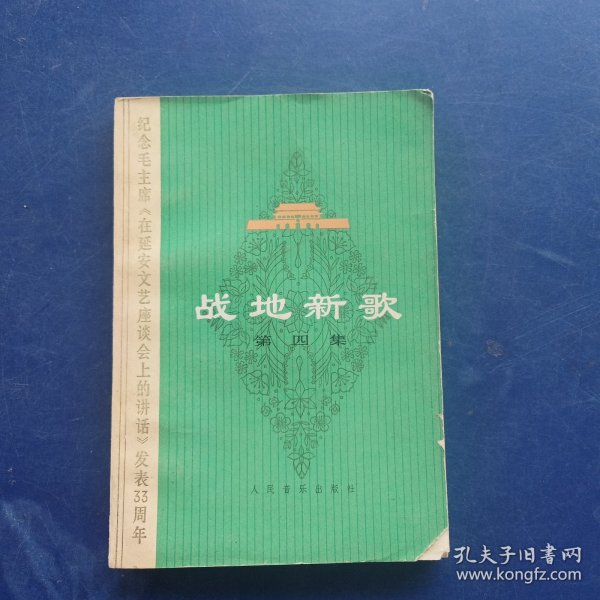 纪念毛主席《在延安文艺座谈会上的讲话》发表33周年
战地新歌
第四集
人民音乐出版社
孔夫子旧书网
www.kongfz.com